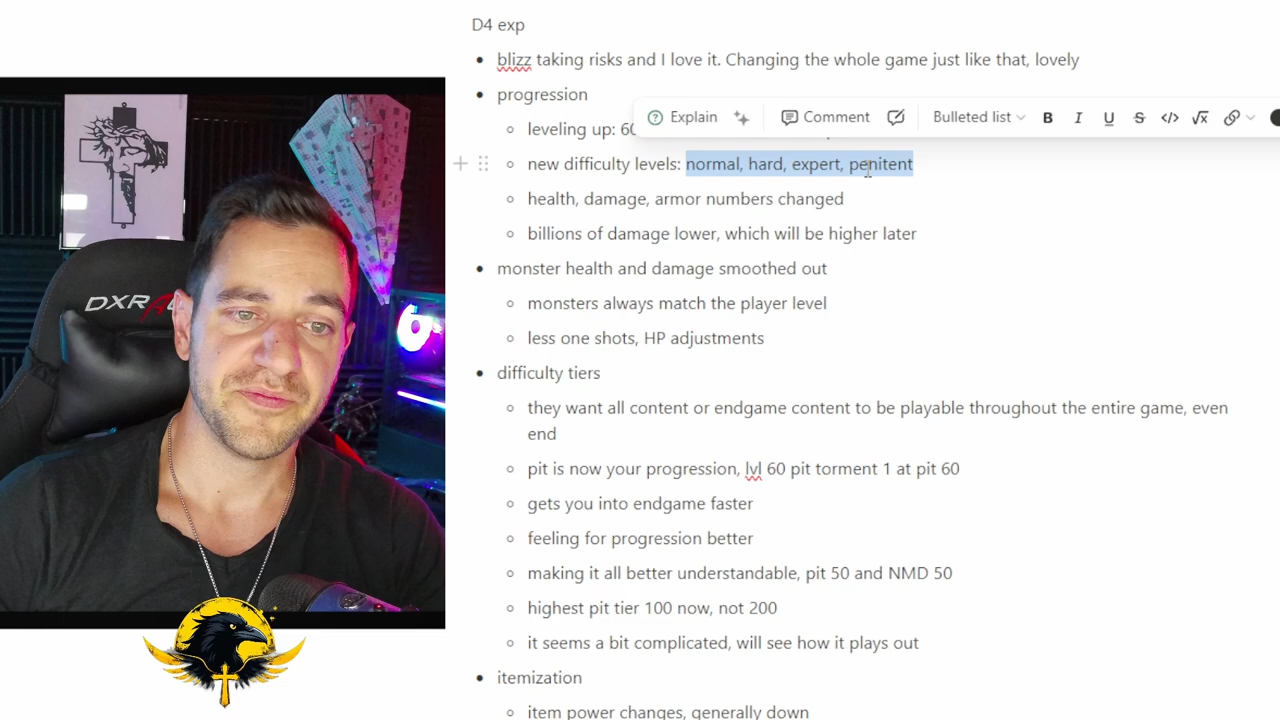 D4 exp
blizz taking risks and I love it. Changing the whole game just like that, lovely
progression
Explain
Comment
Bulleted list
B I U S
leveling up: 60
new difficulty levels: normal, hard, expert, penitent
health, damage, armor numbers changed
billions of damage lower, which will be higher later
monster health and damage smoothed out
monsters always match the player level
less one shots, HP adjustments
difficulty tiers
they want all content or endgame content to be playable throughout the entire game, even
end
pit is now your progression, lvl 60 pit torment 1 at pit 60
gets you into endgame faster
feeling for progression better
making it all better understandable, pit 50 and NMD 50
highest pit tier 100 now, not 200
it seems a bit complicated, will see how it plays out
itemization
item power changes, generally down